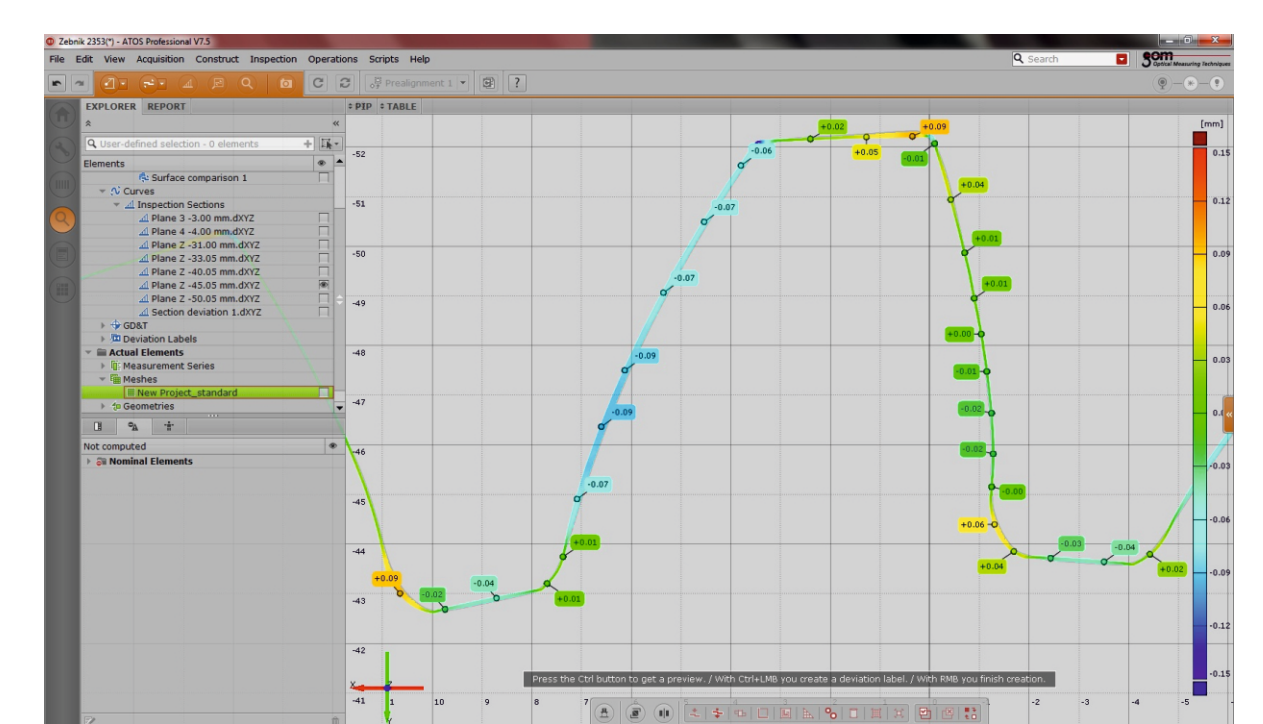 Zebnik 2353(*) - ATOS Professional V7.5
File Edit View Acquisition Construct Inspection Operations Scripts Help
Search
gom
Optical Measuring Techniques
Prealignment 1
?
EXPLORER REPORT
PIP TABLE
User-defined selection - 0 elements
Elements
Surface comparison 1
Curves
Inspection Sections
Plane 3 -3.00 mm.dXYZ
Plane 4 -4.00 mm.dXYZ
Plane Z -31.00 mm.dXYZ
Plane Z -33.05 mm.dXYZ
Plane Z -40.05 mm.dXYZ
Plane Z -45.05 mm.dXYZ
Plane Z -50.05 mm.dXYZ
Section deviation 1.dXYZ
GD&T
Deviation Labels
Actual Elements
Measurement Series
Meshes
New Project_standard
Geometries
Not computed
Nominal Elements
[mm]
0.15
0.12
0.09
0.06
0.03
-0.03
-0.06
-0.09
-0.12
-0.15
-52
-51
-50
-49
-48
-47
-46
-45
-44
-43
-42
-41
+0.02
+0.09
-0.06
+0.05
-0.01
+0.04
-0.07
+0.01
-0.07
+0.01
+0.00
-0.09
-0.01
-0.09
-0.02
-0.02
-0.07
-0.00
+0.06
+0.01
-0.03
-0.04
+0.04
+0.02
+0.09
-0.04
-0.02
+0.01
Press the Ctrl button to get a preview. / With Ctrl+LMB you create a deviation label. / With RMB you finish creation.
X Z
Y
10 9 8 7 -2 -3 -4 -5